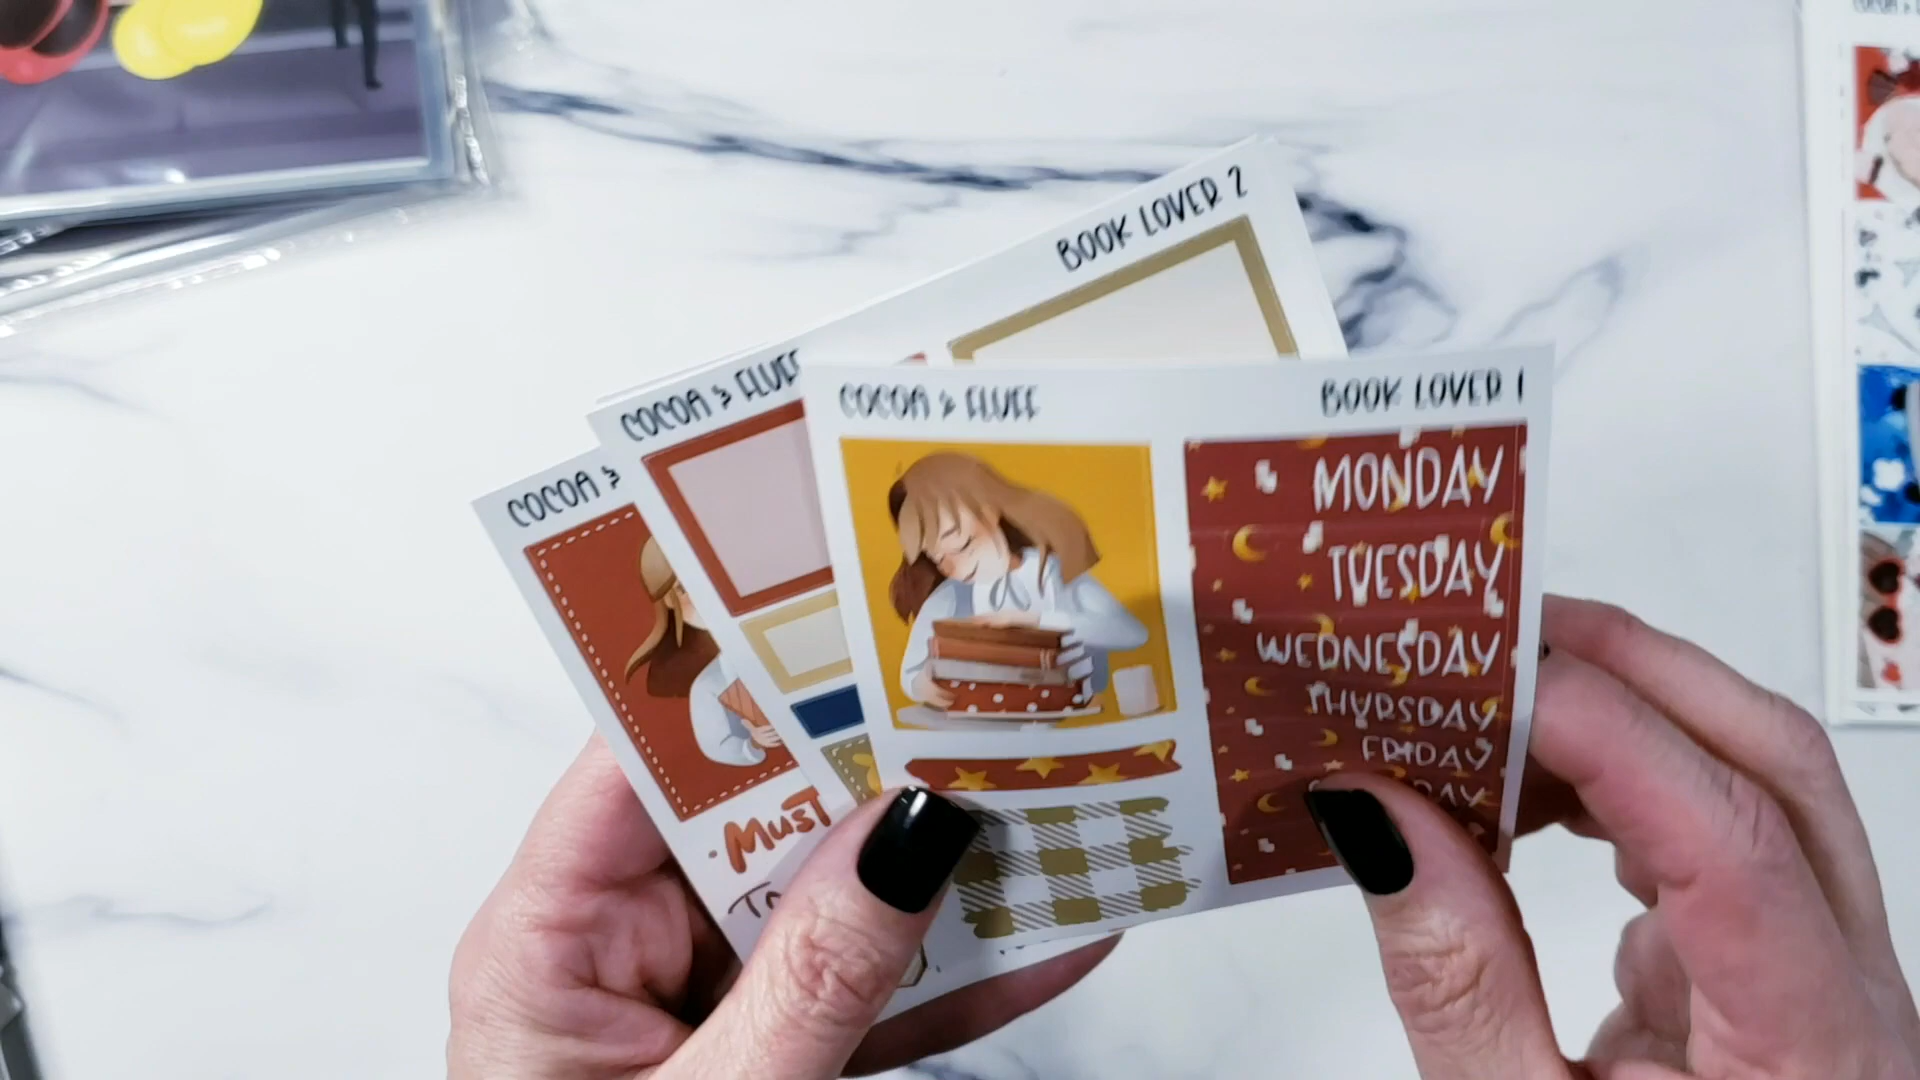 BOOK LOVER 2
COCOA & FLUFF
COCOA & FLUFF
BOOK LOVER 1
COCOA &
MONDAY
TUESDAY
WEDNESDAY
THURSDAY
FRIDAY
MUST